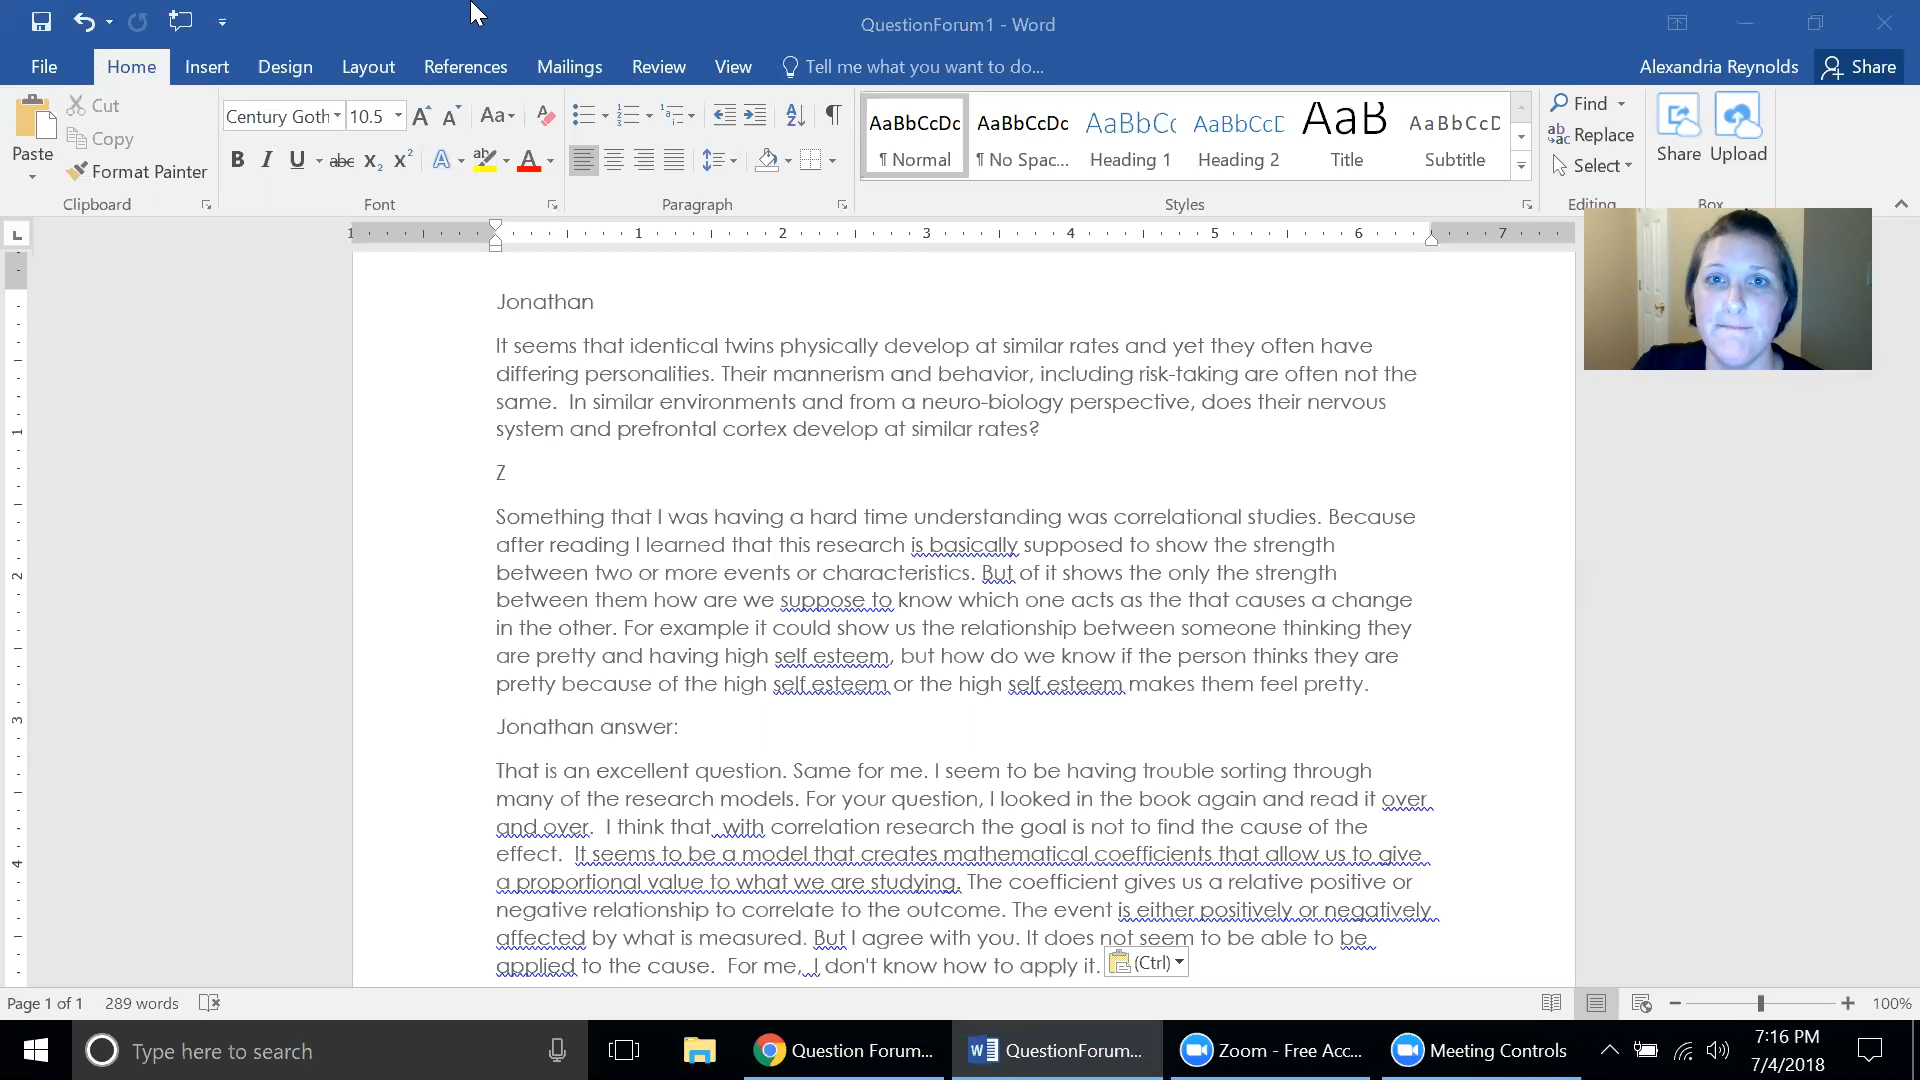 QuestionForum1 - Word
File Home Insert Design Layout References Mailings Review View Tell me what you want to do... Alexandria Reynolds Share
Paste Cut Copy Format Painter
Clipboard
Century Goth 10.5 Aa
B I U abc X₂ X² A ab A
Font
Paragraph
AaBbCcDc AaBbCcDc AaBbCc AaBbCcD AaB AaBbCcD
¶ Normal ¶ No Spac... Heading 1 Heading 2 Title Subtitle
Styles
Find
Replace
Select
Editing
Share Upload
Box
1 1 2 3 4 5 6 7
Jonathan
It seems that identical twins physically develop at similar rates and yet they often have
differing personalities. Their mannerism and behavior, including risk-taking are often not the
same.  In similar environments and from a neuro-biology perspective, does their nervous
system and prefrontal cortex develop at similar rates?
Z
Something that I was having a hard time understanding was correlational studies. Because
after reading I learned that this research is basically supposed to show the strength
between two or more events or characteristics. But of it shows the only the strength
between them how are we suppose to know which one acts as the that causes a change
in the other. For example it could show us the relationship between someone thinking they
are pretty and having high self esteem, but how do we know if the person thinks they are
pretty because of the high self esteem or the high self esteem makes them feel pretty.
Jonathan answer:
That is an excellent question. Same for me. I seem to be having trouble sorting through
many of the research models. For your question, I looked in the book again and read it over
and over.  I think that  with correlation research the goal is not to find the cause of the
effect.  It seems to be a model that creates mathematical coefficients that allow us to give
a proportional value to what we are studying. The coefficient gives us a relative positive or
negative relationship to correlate to the outcome. The event is either positively or negatively
affected by what is measured. But I agree with you. It does not seem to be able to be
applied to the cause.  For me,  I don't know how to apply it.
(Ctrl)
1
2
3
4
Page 1 of 1 289 words 100%
Type here to search Question Forum... QuestionForum... Zoom - Free Acc... Meeting Controls 7:16 PM
7/4/2018